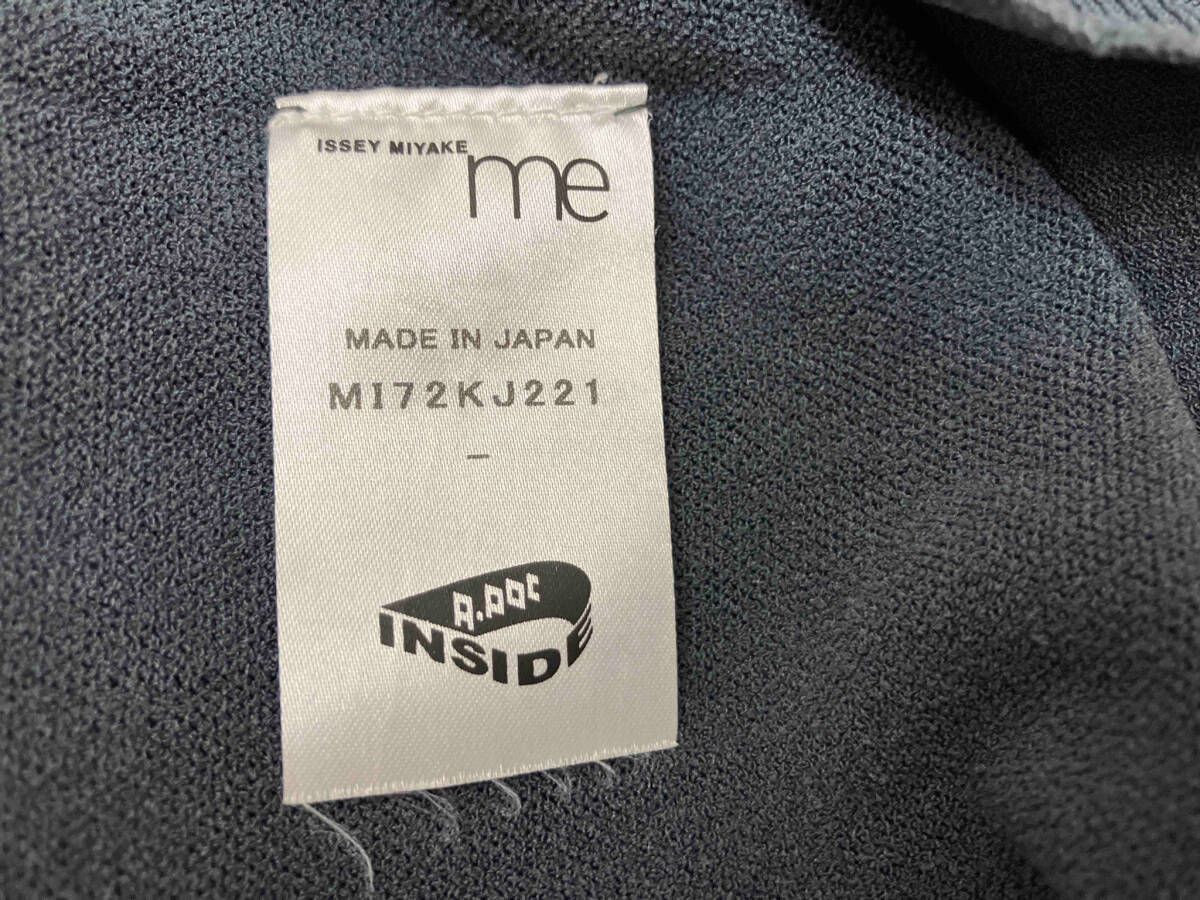 ISSEY MIYAKE
me
MADE IN JAPAN
MI72KJ221
–
A.POC
INSIDE